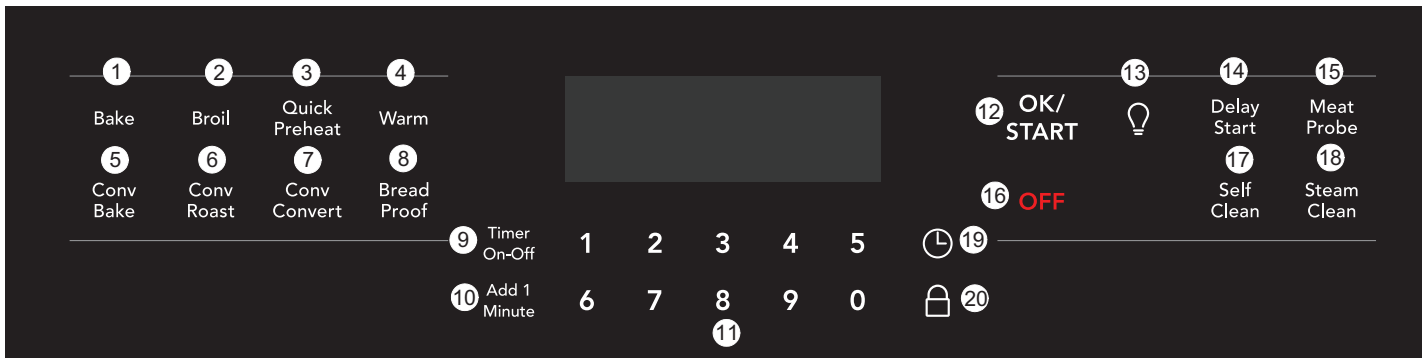 1 2 3 4
Bake Broil Quick Preheat Warm
5 6 7 8
Conv Bake Conv Roast Conv Convert Bread Proof
9 Timer On-Off 1 2 3 4 5 19
10 Add 1 Minute 6 7 8 9 0 20
11
13 14 15
12 OK/ START Delay Start Meat Probe
17 18
16 OFF Self Clean Steam Clean